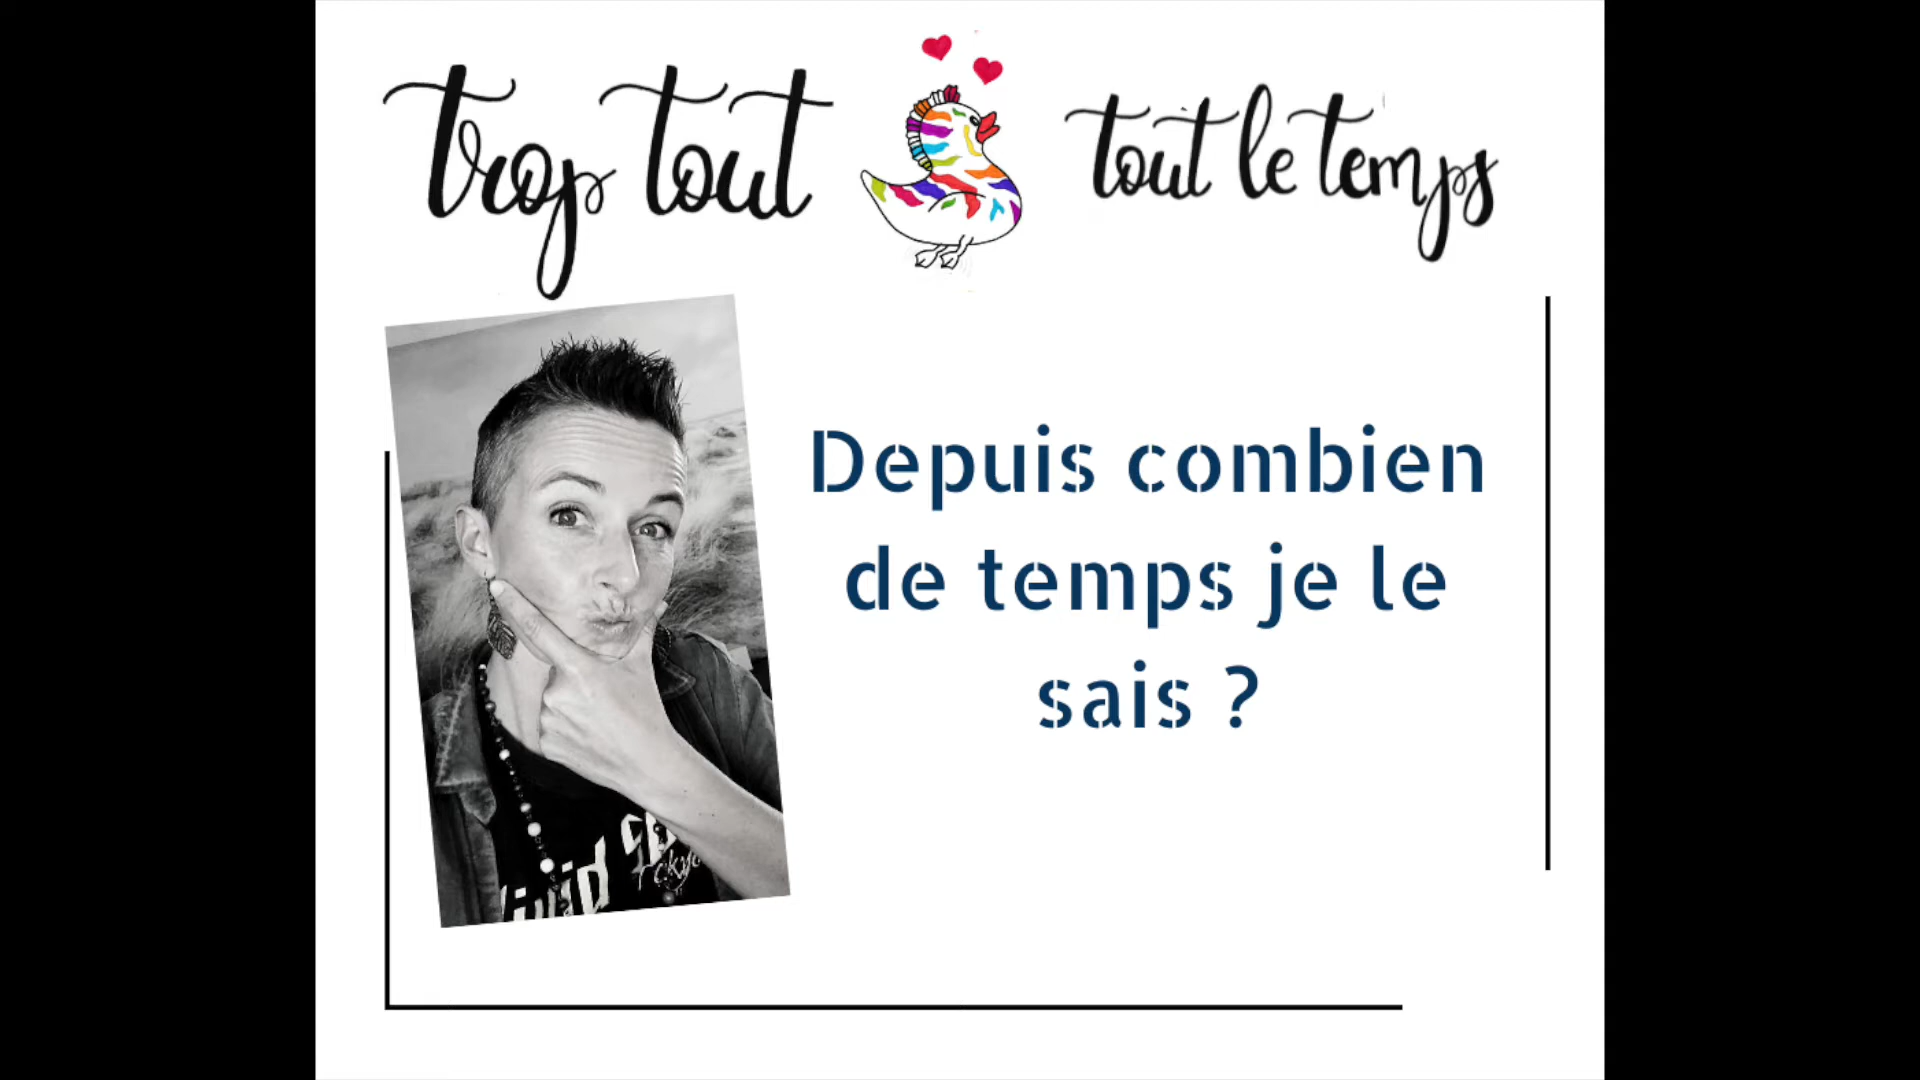 trop tout tout le temps
Depuis combien
de temps je le
sais ?